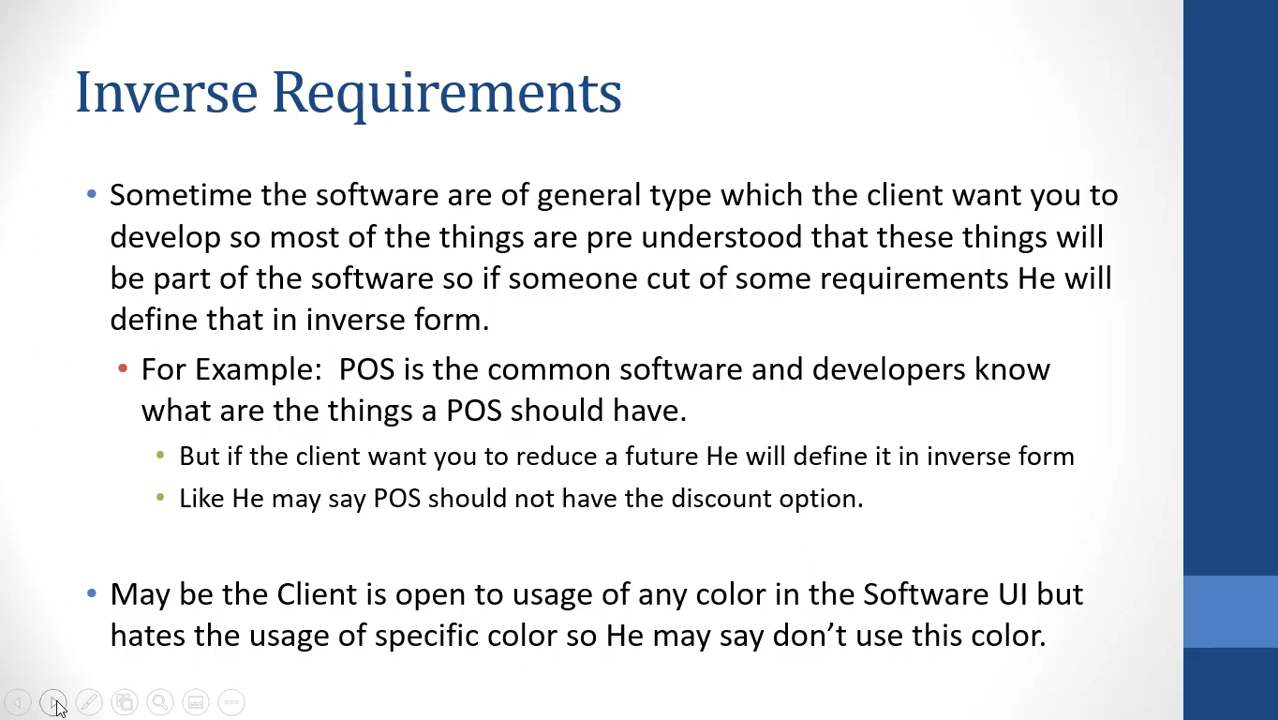 Inverse Requirements
• Sometime the software are of general type which the client want you to
develop so most of the things are pre understood that these things will
be part of the software so if someone cut of some requirements He will
define that in inverse form.
• For Example:  POS is the common software and developers know
what are the things a POS should have.
• But if the client want you to reduce a future He will define it in inverse form
• Like He may say POS should not have the discount option.
• May be the Client is open to usage of any color in the Software UI but
hates the usage of specific color so He may say don’t use this color.